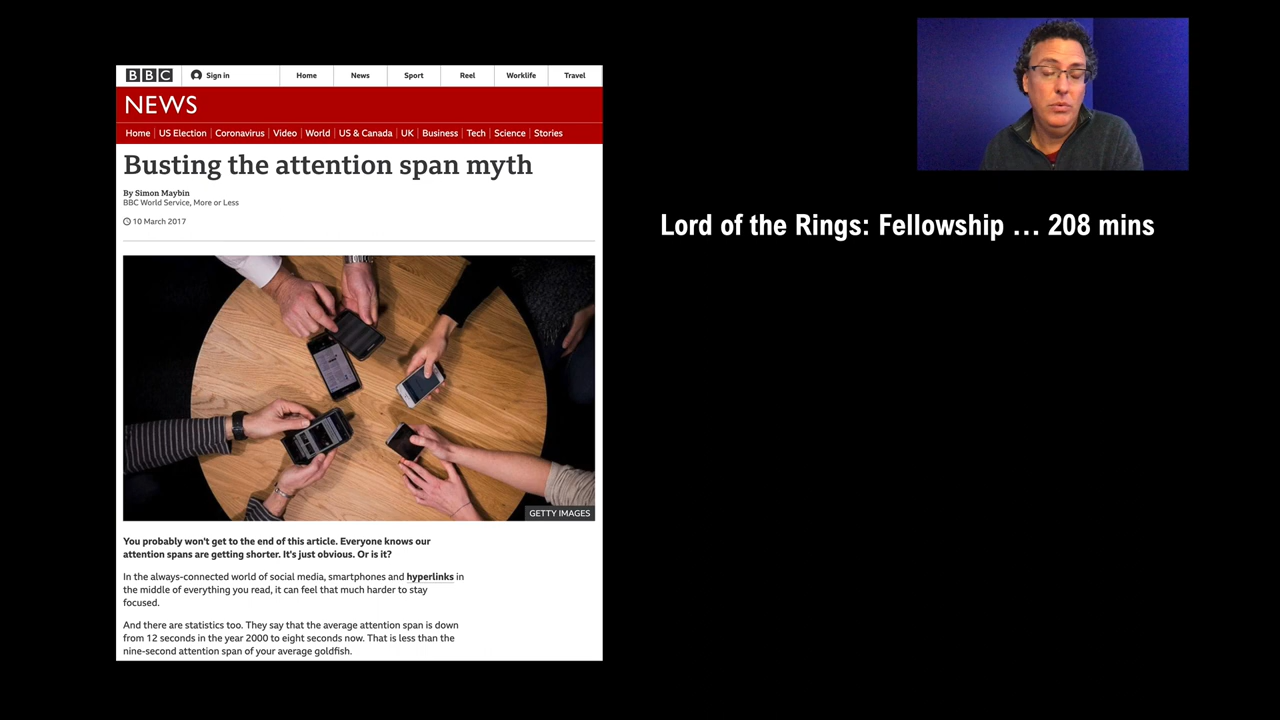 BBC
Sign in
Home
News
Sport
Reel
Worklife
Travel
NEWS
Home
US Election
Coronavirus
Video
World
US & Canada
UK
Business
Tech
Science
Stories
Busting the attention span myth
By Simon Maybin
BBC World Service, More or Less
10 March 2017
GETTY IMAGES
You probably won't get to the end of this article. Everyone knows our
attention spans are getting shorter. It's just obvious. Or is it?
In the always-connected world of social media, smartphones and hyperlinks in
the middle of everything you read, it can feel that much harder to stay
focused.
And there are statistics too. They say that the average attention span is down
from 12 seconds in the year 2000 to eight seconds now. That is less than the
nine-second attention span of your average goldfish.
Lord of the Rings: Fellowship … 208 mins